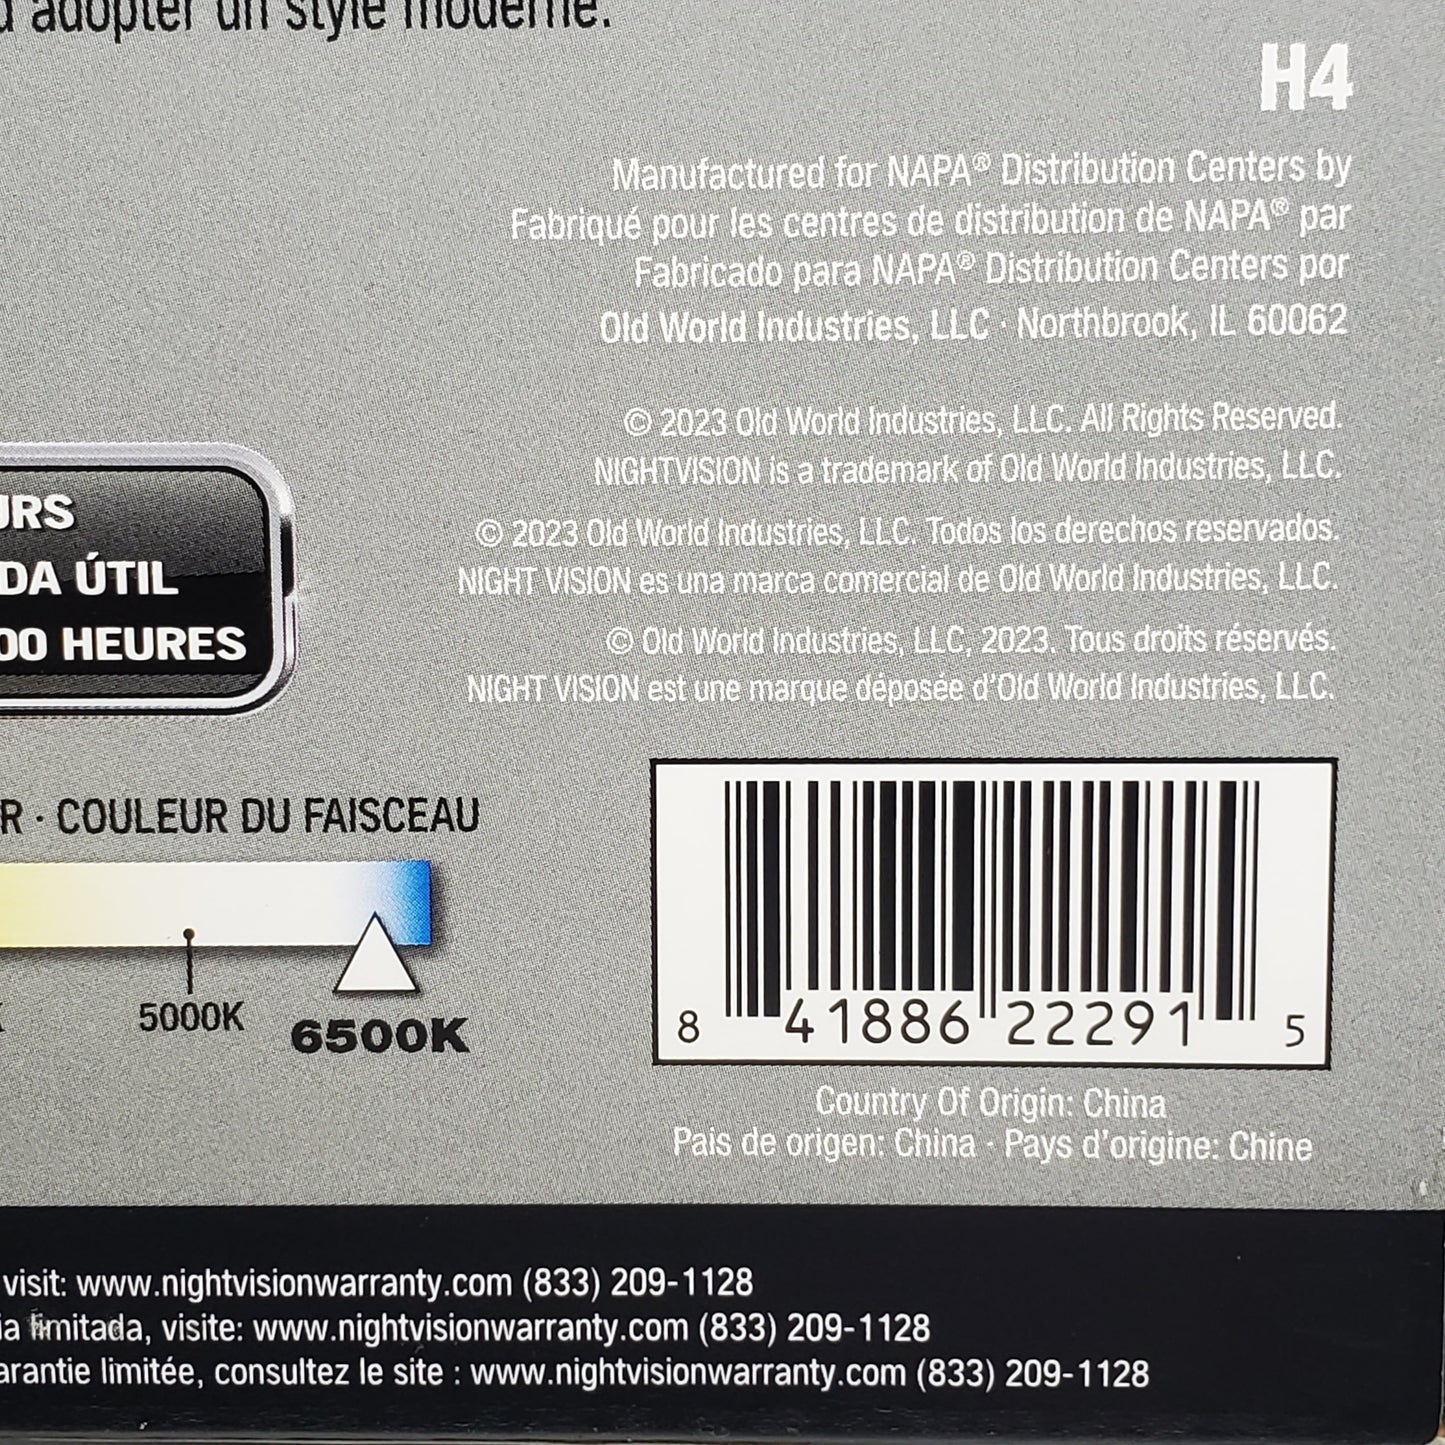 adopter un style moderne.
H4
Manufactured for NAPA® Distribution Centers by
Fabriqué pour les centres de distribution de NAPA® par
Fabricado para NAPA® Distribution Centers por
Old World Industries, LLC · Northbrook, IL 60062
© 2023 Old World Industries, LLC. All Rights Reserved.
NIGHTVISION is a trademark of Old World Industries, LLC.
© 2023 Old World Industries, LLC. Todos los derechos reservados.
NIGHT VISION es una marca comercial de Old World Industries, LLC.
© Old World Industries, LLC, 2023. Tous droits réservés.
NIGHT VISION est une marque déposée d'Old World Industries, LLC.
URS
DA ÚTIL
00 HEURES
R · COULEUR DU FAISCEAU
5000K
6500K
8 41886 22291 5
Country Of Origin: China
Pais de origen: China · Pays d'origine: Chine
visit: www.nightvisionwarranty.com (833) 209-1128
ia limitada, visite: www.nightvisionwarranty.com (833) 209-1128
arantie limitée, consultez le site : www.nightvisionwarranty.com (833) 209-1128